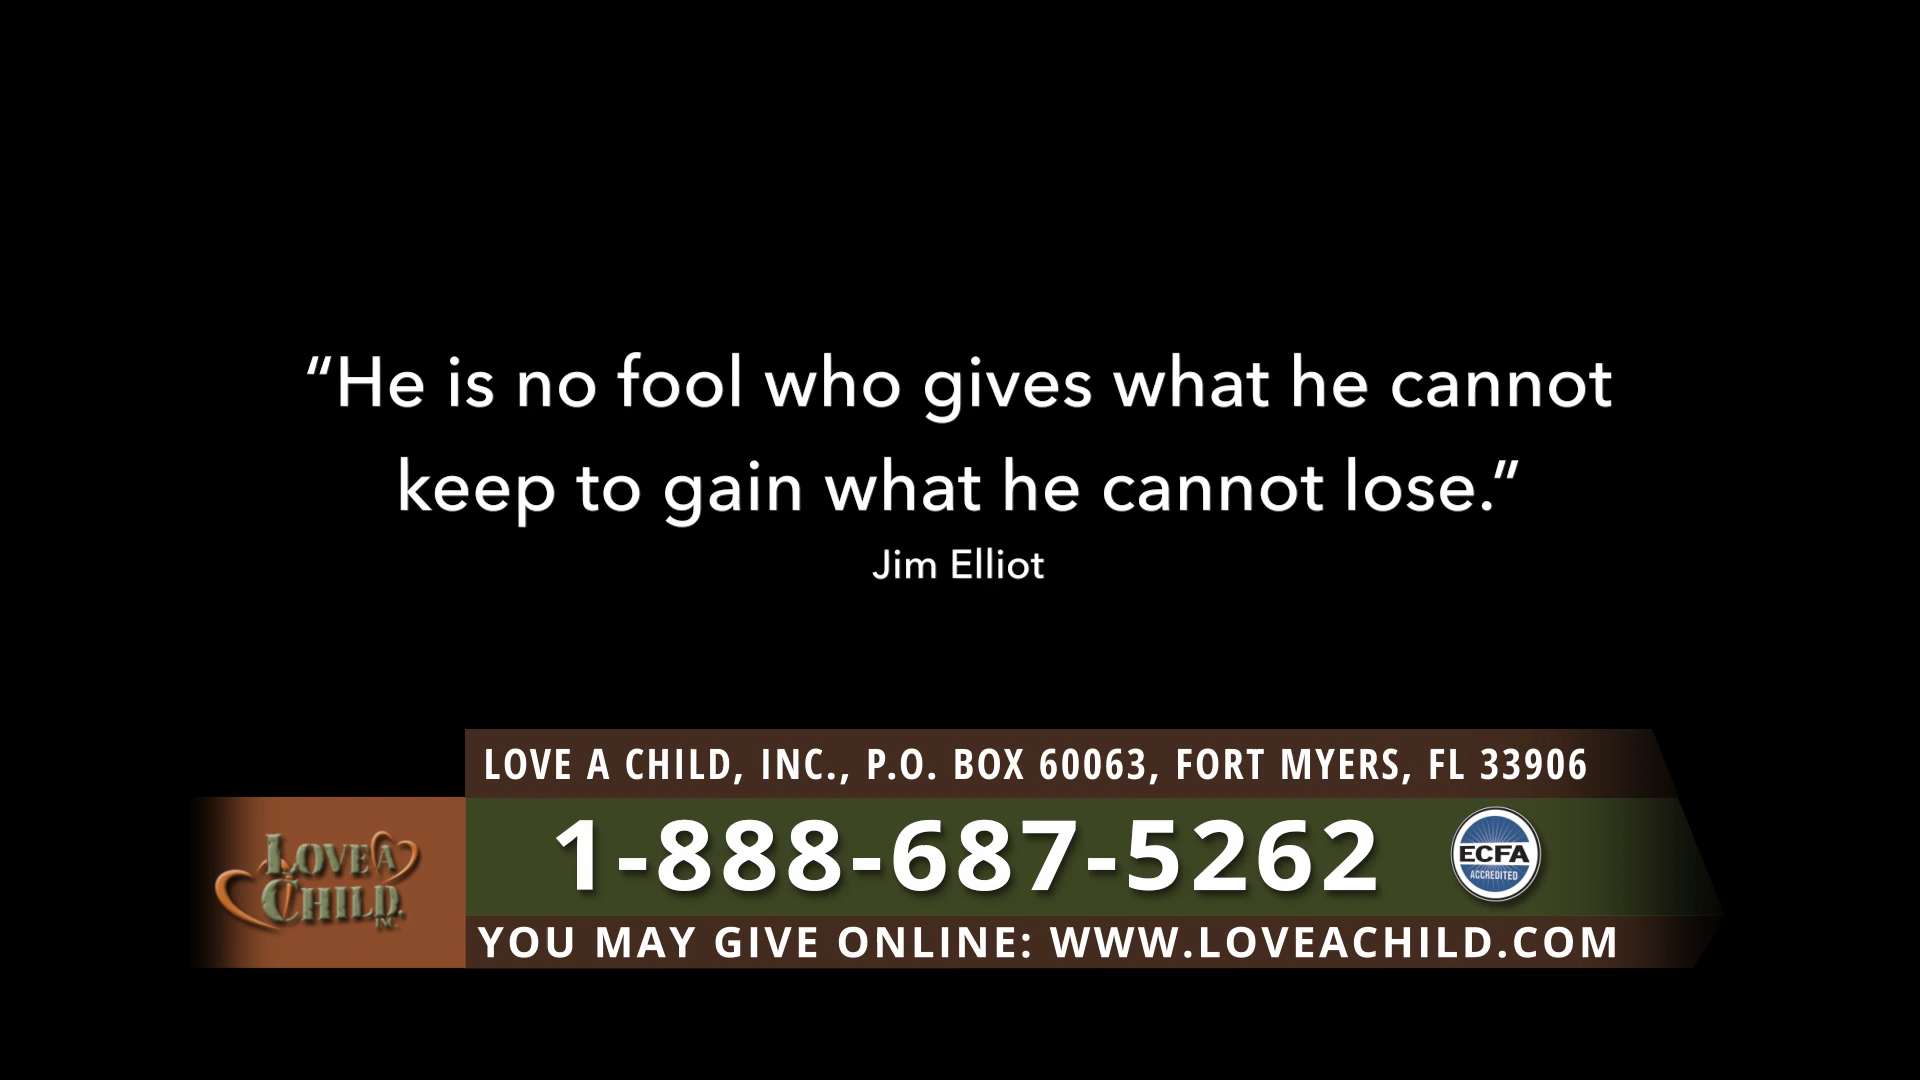 “He is no fool who gives what he cannot
keep to gain what he cannot lose.”
Jim Elliot
LOVE A CHILD, INC., P.O. BOX 60063, FORT MYERS, FL 33906
LOVE A
CHILD.
INC.
1-888-687-5262
ECFA
ACCREDITED
YOU MAY GIVE ONLINE: WWW.LOVEACHILD.COM